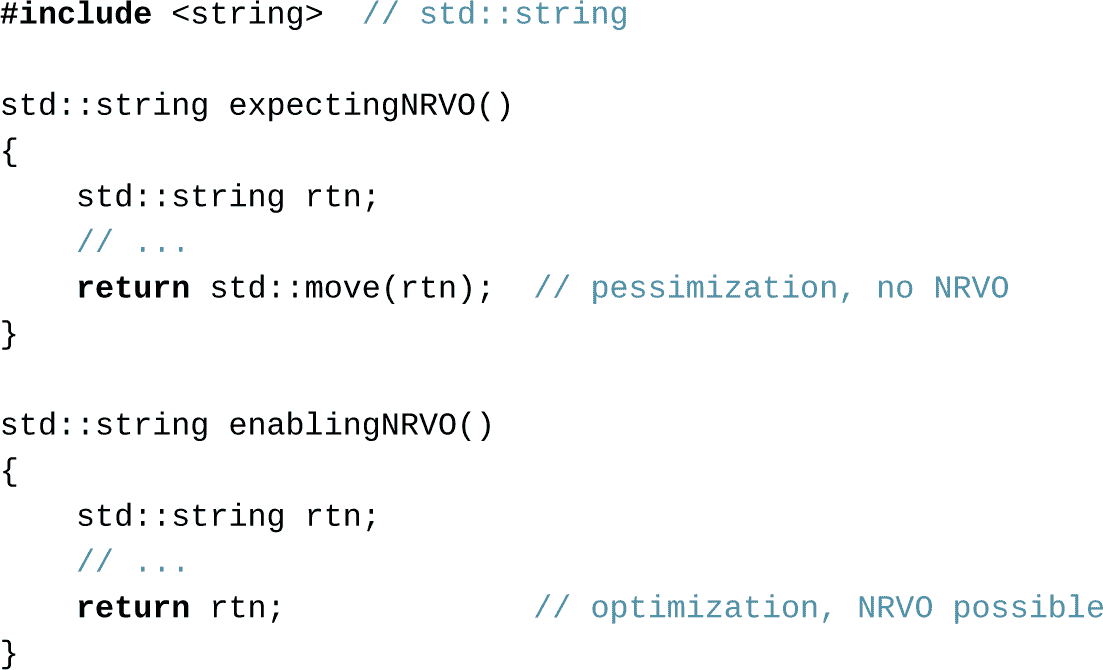 #include <string>  // std::string

std::string expectingNRVO()
{
    std::string rtn;
    // ...
    return std::move(rtn);  // pessimization, no NRVO
}

std::string enablingNRVO()
{
    std::string rtn;
    // ...
    return rtn;             // optimization, NRVO possible
}